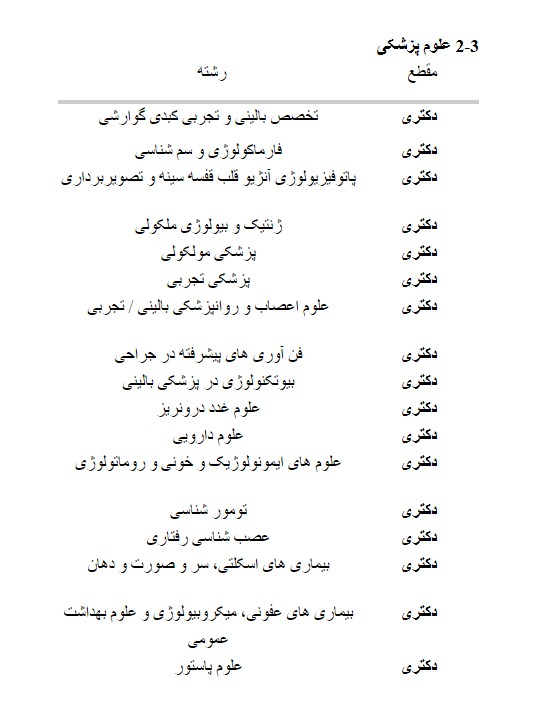 2-3 علوم پزشکی
مقطع رشته
دکتری تخصص بالینی و تجربی کبدی گوارشی
دکتری فارماکولوژی و سم شناسی
دکتری پاتوفیزیولوژی آنژیو قلب قفسه سینه و تصویربرداری
دکتری ژنتیک و بیولوژی ملکولی
دکتری پزشکی مولکولی
دکتری پزشکی تجربی
دکتری علوم اعصاب و روانپزشکی بالینی / تجربی
دکتری فن آوری های پیشرفته در جراحی
دکتری بیوتکنولوژی در پزشکی بالینی
دکتری علوم غدد درونریز
دکتری علوم دارویی
دکتری علوم های ایمونولوژیک و خونی و روماتولوژی
دکتری تومور شناسی
دکتری عصب شناسی رفتاری
دکتری بیماری های اسکلتی، سر و صورت و دهان
دکتری بیماری های عفونی، میکروبیولوژی و علوم بهداشت
عمومی
دکتری علوم پاستور